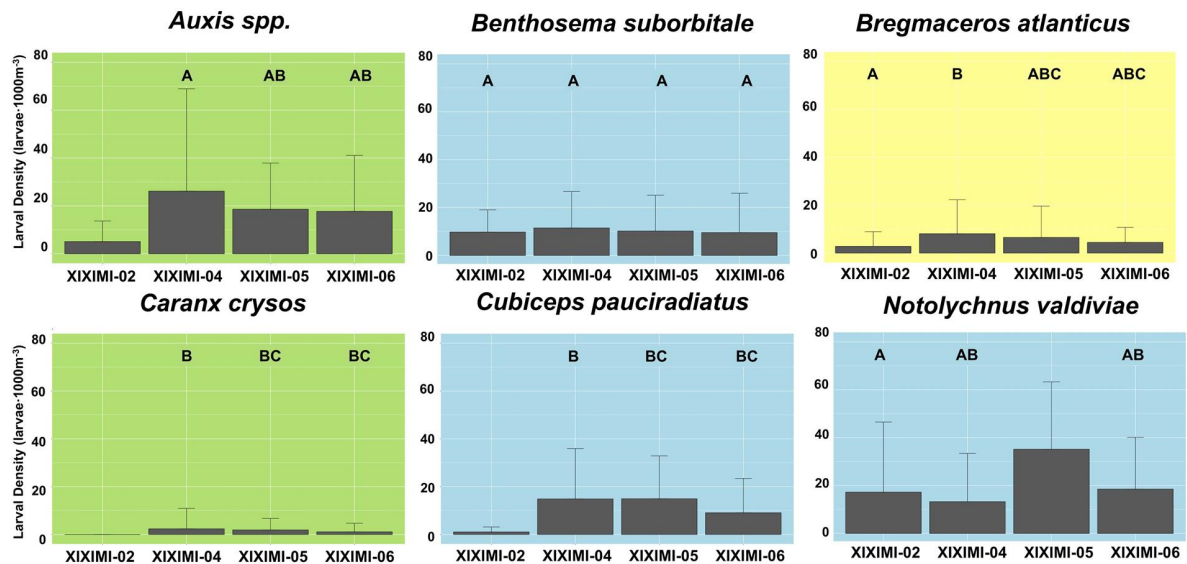 Auxis spp.
Benthosema suborbitale
Bregmaceros atlanticus
Larval Density (larvae·1000m⁻³)
80
60
40
20
0
A
AB
AB
XIXIMI-02
XIXIMI-04
XIXIMI-05
XIXIMI-06
80
60
40
20
0
A
A
A
A
XIXIMI-02
XIXIMI-04
XIXIMI-05
XIXIMI-06
80
60
40
20
0
A
B
ABC
ABC
XIXIMI-02
XIXIMI-04
XIXIMI-05
XIXIMI-06
Caranx crysos
Cubiceps pauciradiatus
Notolychnus valdiviae
Larval Density (larvae·1000m⁻³)
80
60
40
20
0
B
BC
BC
XIXIMI-02
XIXIMI-04
XIXIMI-05
XIXIMI-06
80
60
40
20
0
B
BC
BC
XIXIMI-02
XIXIMI-04
XIXIMI-05
XIXIMI-06
80
60
40
20
0
A
AB
AB
XIXIMI-02
XIXIMI-04
XIXIMI-05
XIXIMI-06